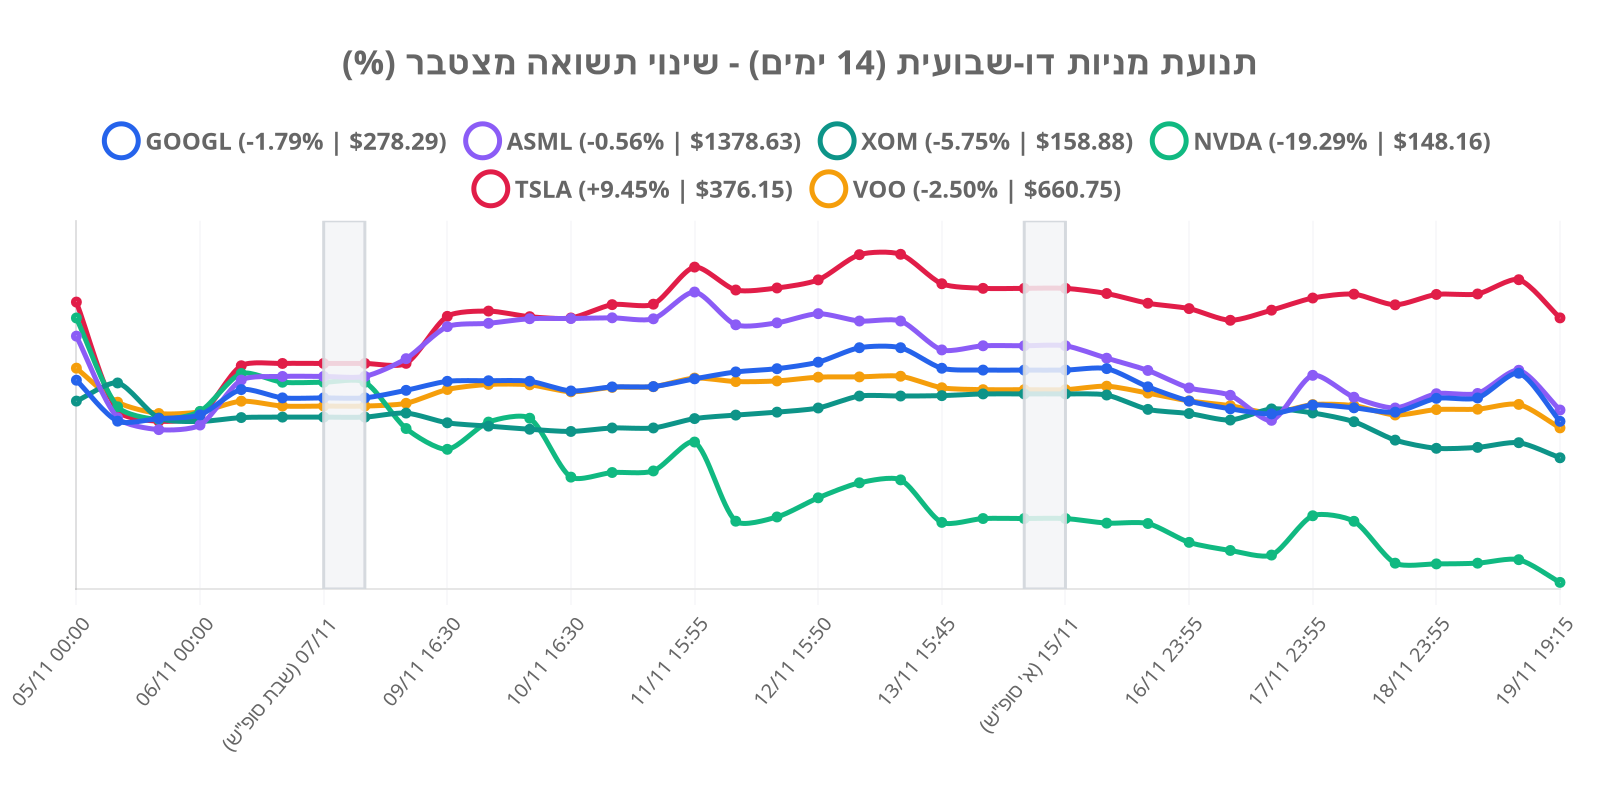 תנועת מניות דו-שבועית (14 ימים) - שינוי תשואה מצטבר (%)
GOOGL (-1.79% | $278.29) ASML (-0.56% | $1378.63) XOM (-5.75% | $158.88) NVDA (-19.29% | $148.16)
TSLA (+9.45% | $376.15) VOO (-2.50% | $660.75)
05/11 00:00
06/11 00:00
07/11 (שבת סופ"ש)
09/11 16:30
10/11 16:30
11/11 15:55
12/11 15:50
13/11 15:45
15/11 (א' סופ"ש)
16/11 23:55
17/11 23:55
18/11 23:55
19/11 19:15